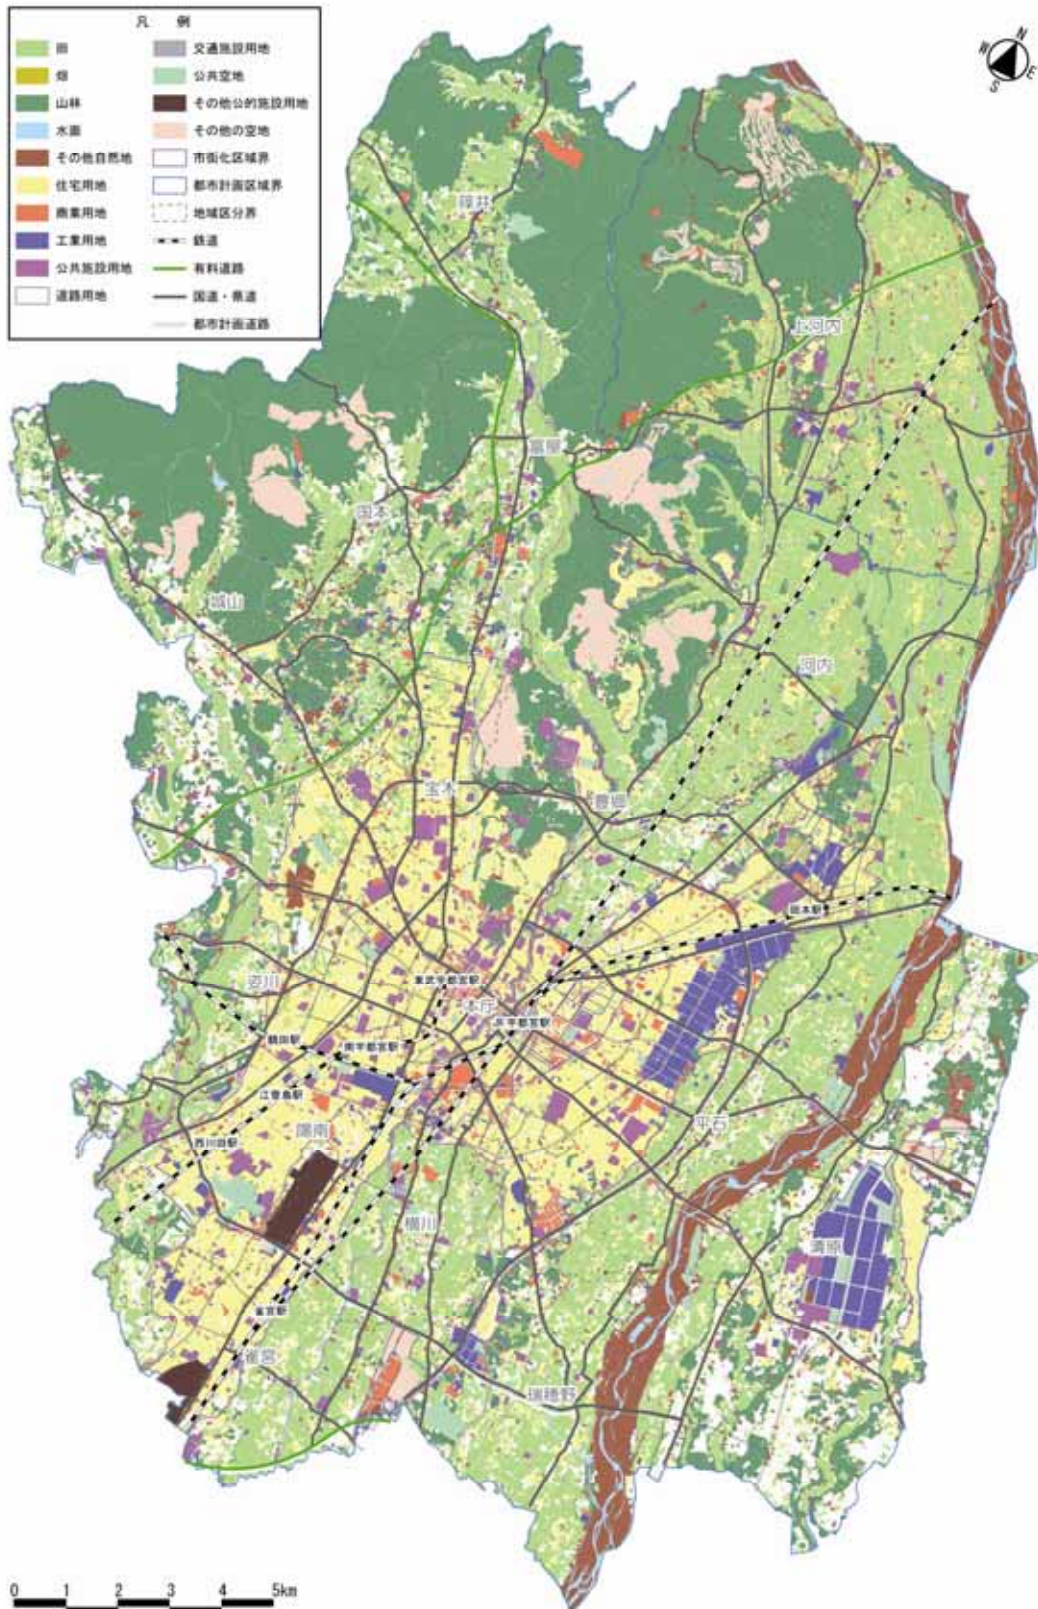 凡 例
田
畑
山林
水面
その他自然地
住宅用地
商業用地
工業用地
公共施設用地
道路用地
交通施設用地
公共空地
その他公的施設用地
その他の空地
市街化区域界
都市計画区域界
地域区分界
鉄道
有料道路
国道・県道
都市計画道路
N
W
E
S
篠井
上河内
富屋
国本
城山
河内
宝木
豊郷
岡本駅
姿川
東武宇都宮駅
本庁
JR宇都宮駅
鶴田駅
南宇都宮駅
江曽島駅
陽南
西川田駅
平石
横川
清原
雀宮駅
雀宮
瑞穂野
0 1 2 3 4 5km